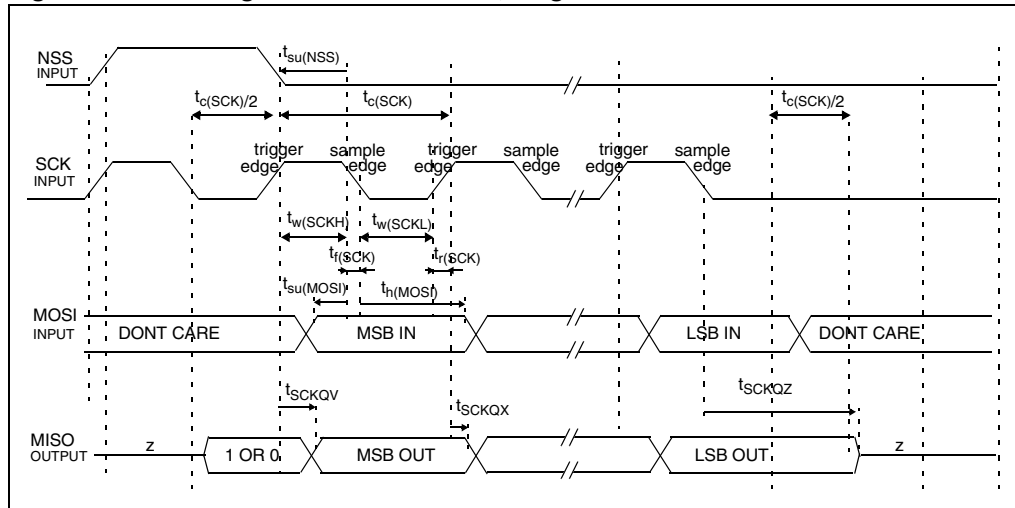 NSS
INPUT
tsu(NSS)
tc(SCK)/2
tc(SCK)
tc(SCK)/2
SCK
INPUT
trigger
edge
sample
edge
trigger
edge
sample
edge
trigger
edge
sample
edge
tw(SCKH)
tw(SCKL)
tf(SCK)
tr(SCK)
tsu(MOSI)
th(MOSI)
MOSI
INPUT
DONT CARE
MSB IN
LSB IN
DONT CARE
tSCKQV
tSCKQX
tSCKQZ
MISO
OUTPUT
z
1 OR 0
MSB OUT
LSB OUT
z